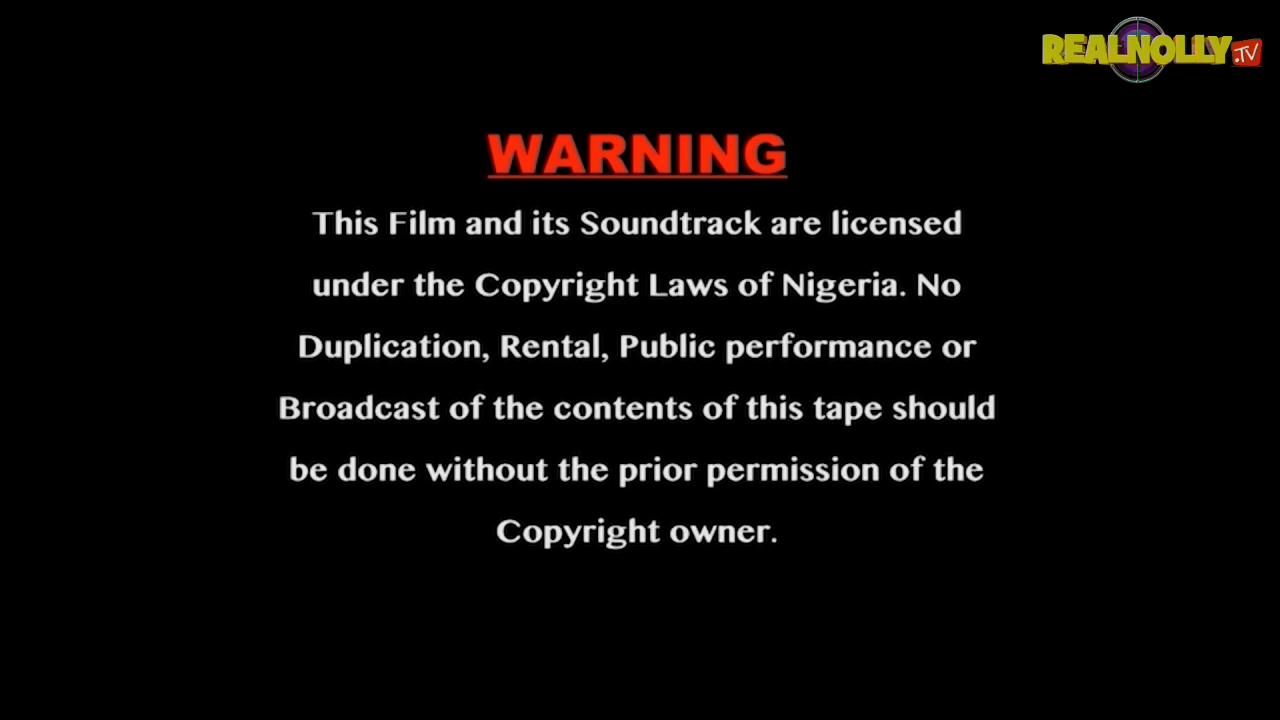 REALNOLLY.TV
WARNING
This Film and its Soundtrack are licensed
under the Copyright Laws of Nigeria. No
Duplication, Rental, Public performance or
Broadcast of the contents of this tape should
be done without the prior permission of the
Copyright owner.